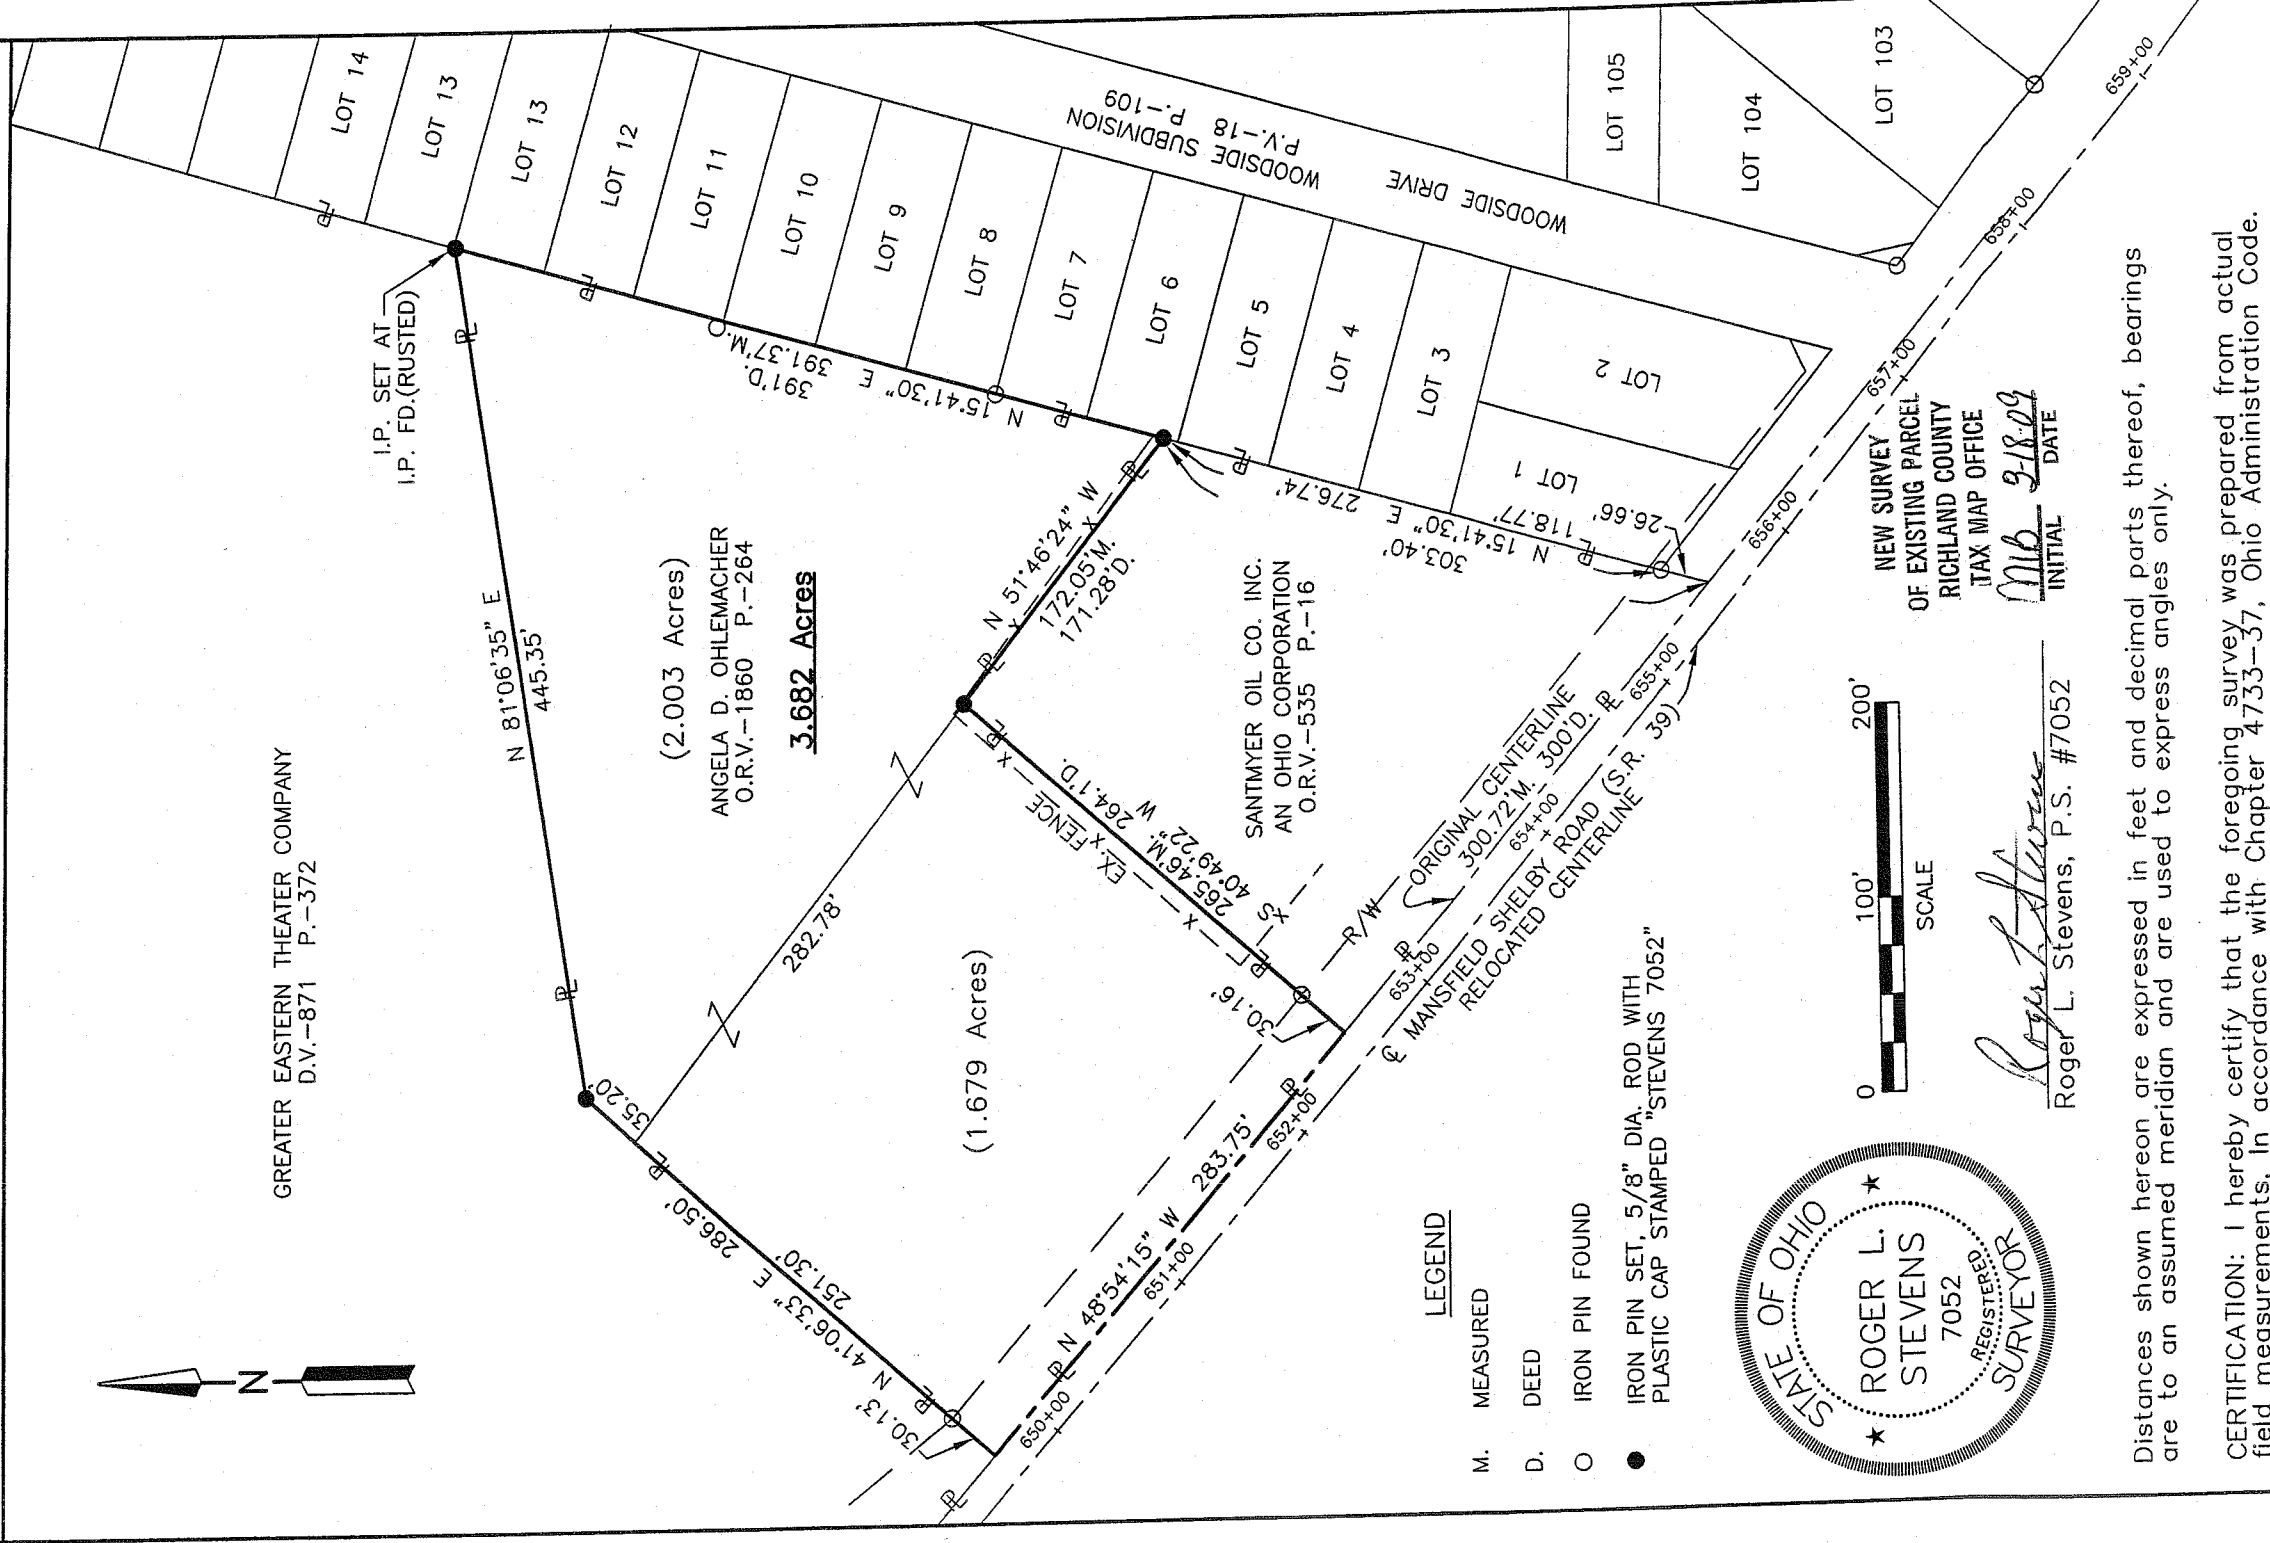 LOT 14
LOT 13
LOT 13
LOT 12
LOT 11
LOT 10
LOT 9
LOT 8
LOT 7
LOT 6
LOT 5
LOT 4
LOT 3
LOT 2
LOT 1
LOT 105
LOT 104
LOT 103
WOODSIDE SUBDIVISION
P.V.-18 P.-109
WOODSIDE DRIVE
I.P. SET AT
I.P. FD.(RUSTED)
GREATER EASTERN THEATER COMPANY
D.V.-871 P.-372
N 81°06'35" E
445.35'
(2.003 Acres)
ANGELA D. OHLEMACHER
O.R.V.-1860 P.-264
3.682 Acres
391'D.
391.37'M.
N 15°41'30" E
N 51°46'24" W
172.05'M.
171.28'D.
276.74'
N 15°41'30" E
118.77'
303.40'
26.66'
SANTMYER OIL CO. INC.
AN OHIO CORPORATION
O.R.V.-535 P.-16
EX. FENCE
265.46'M. 264.1'D.
S 40°49'22" W
30.16'
282.78'
35.20'
286.50'
N 41°06'33" E
251.30'
30.13'
(1.679 Acres)
N 48°54'15" W 283.75'
R/W
ORIGINAL CENTERLINE
300.72'M. 300'D.
MANSFIELD SHELBY ROAD (S.R. 39)
RELOCATED CENTERLINE
650+00
651+00
652+00
653+00
654+00
655+00
656+00
657+00
658+00
659+00
N
LEGEND
M. MEASURED
D. DEED
IRON PIN FOUND
IRON PIN SET, 5/8" DIA. ROD WITH
PLASTIC CAP STAMPED "STEVENS 7052"
0 100' 200'
SCALE
NEW SURVEY
OF EXISTING PARCEL
RICHLAND COUNTY
TAX MAP OFFICE
MB 3-18-09
INITIAL DATE
STATE OF OHIO
ROGER L.
STEVENS
7052
REGISTERED
SURVEYOR
Roger L Stevens
Roger L. Stevens, P.S. #7052
Distances shown hereon are expressed in feet and decimal parts thereof, bearings
are to an assumed meridian and are used to express angles only.
CERTIFICATION: I hereby certify that the foregoing survey was prepared from actual
field measurements, in accordance with Chapter 4733-37, Ohio Administration Code.